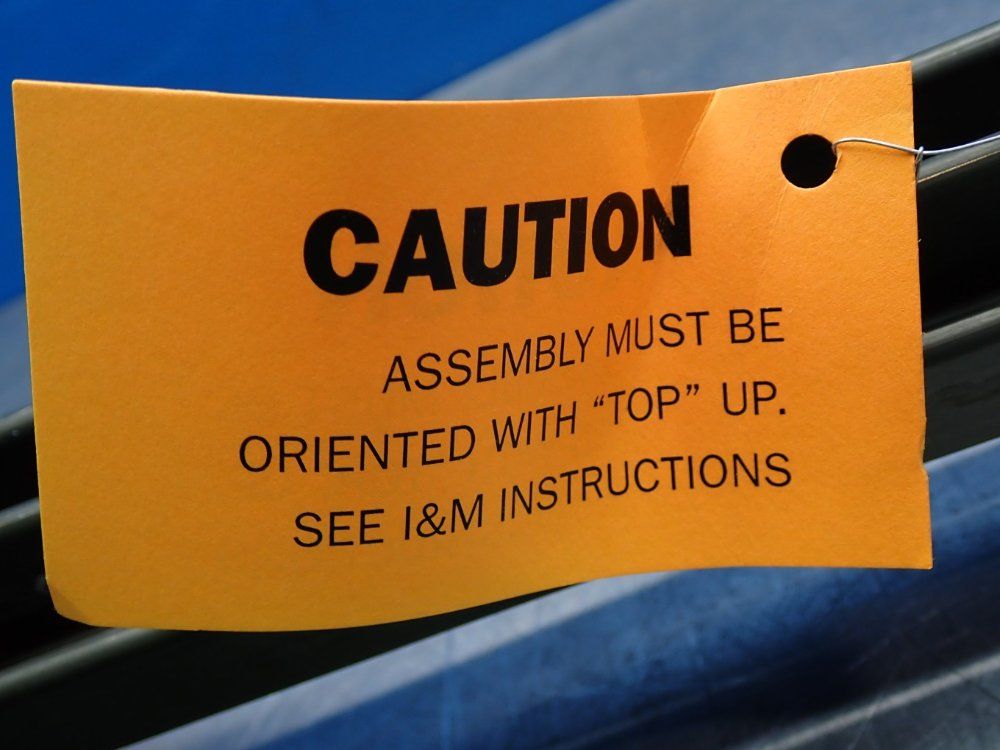 CAUTION
ASSEMBLY MUST BE
ORIENTED WITH “TOP” UP.
SEE I&M INSTRUCTIONS